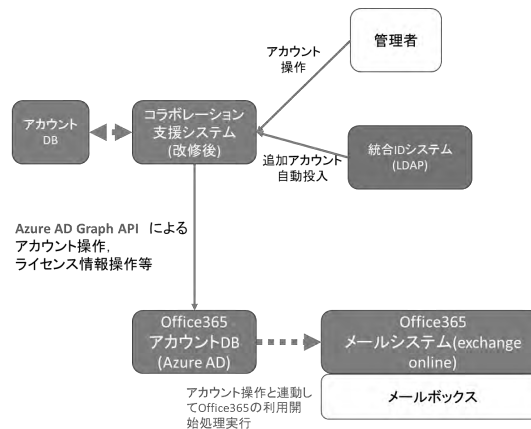 管理者
アカウント
操作
アカウント
DB
コラボレーション
支援システム
(改修後)
統合IDシステム
(LDAP)
追加アカウント
自動投入
Azure AD Graph API による
アカウント操作,
ライセンス情報操作等
Office365
アカウントDB
(Azure AD)
Office365
メールシステム(exchange
online)
メールボックス
アカウント操作と連動し
てOffice365の利用開
始処理実行